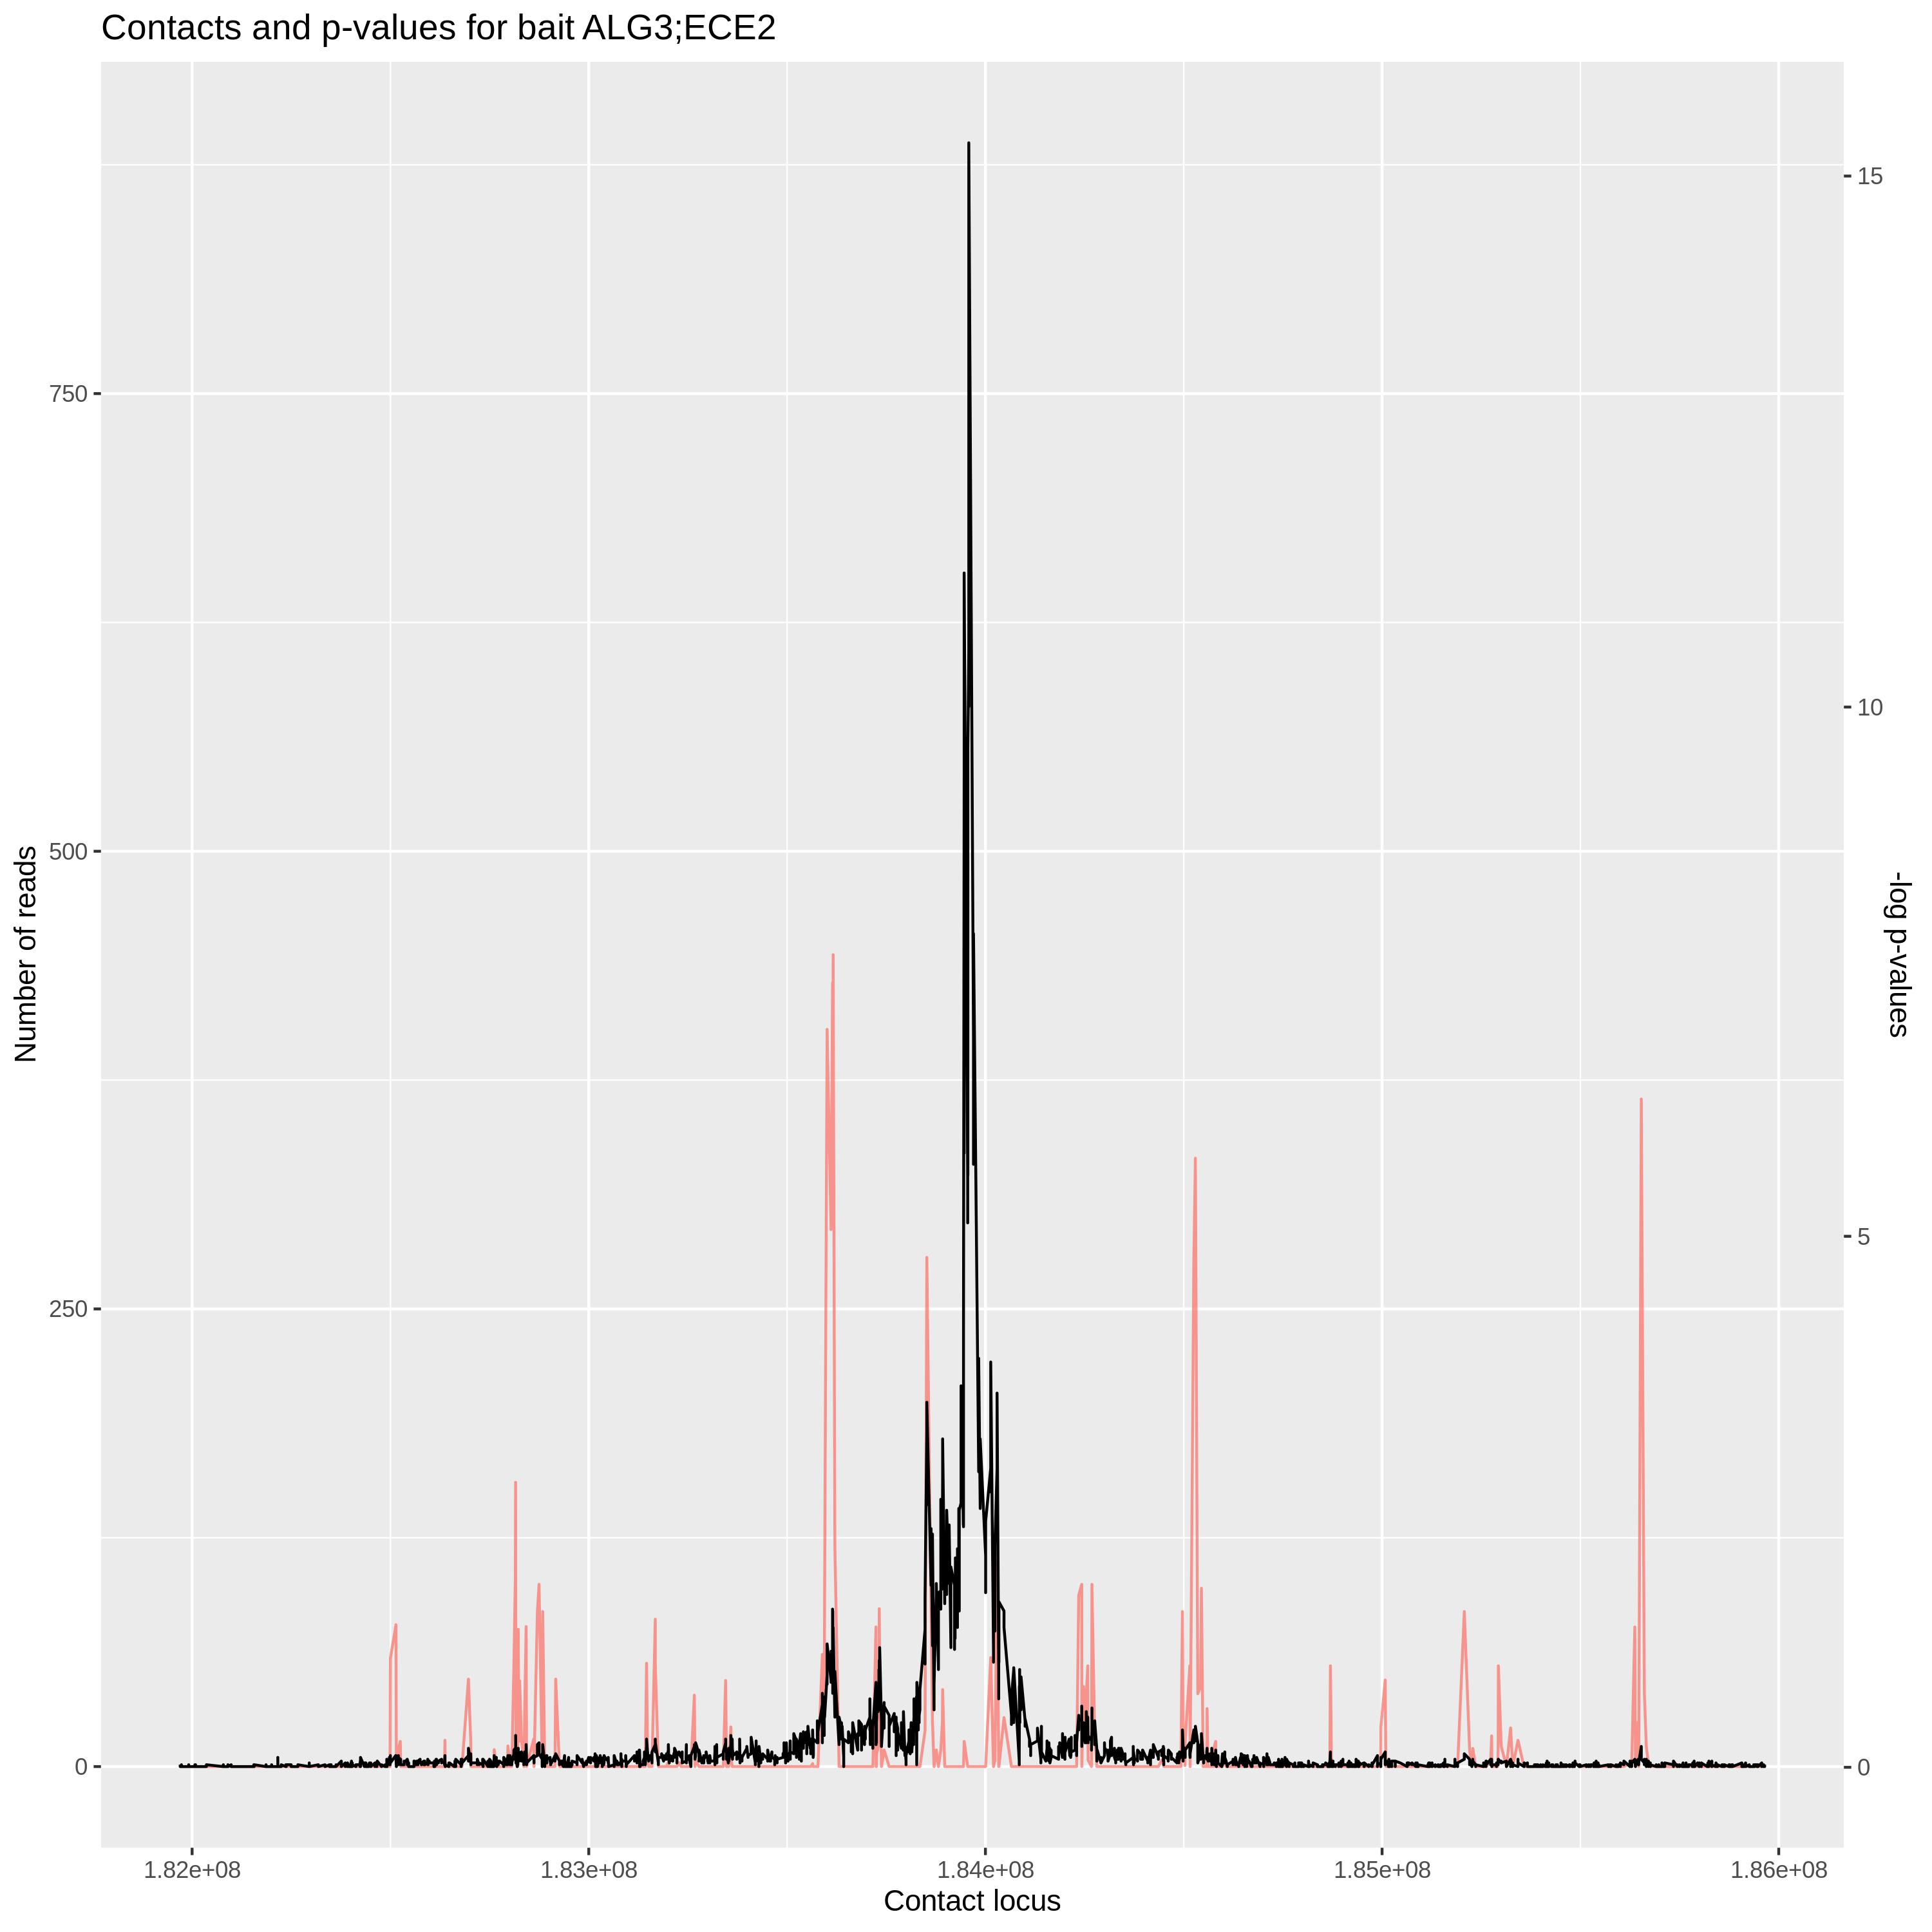 Contacts and p-values for bait ALG3;ECE2
Number of reads
750
500
250
0
15
10
5
0
-log p-values
1.82e+08
1.83e+08
1.84e+08
1.85e+08
1.86e+08
Contact locus